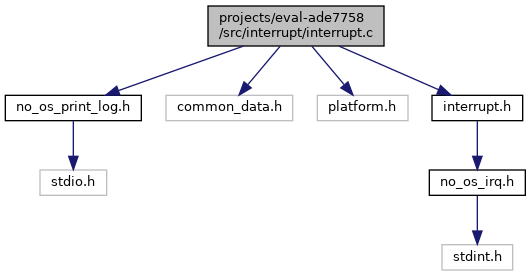 projects/eval-ade7758
/src/interrupt/interrupt.c
no_os_print_log.h
common_data.h
platform.h
interrupt.h
stdio.h
no_os_irq.h
stdint.h